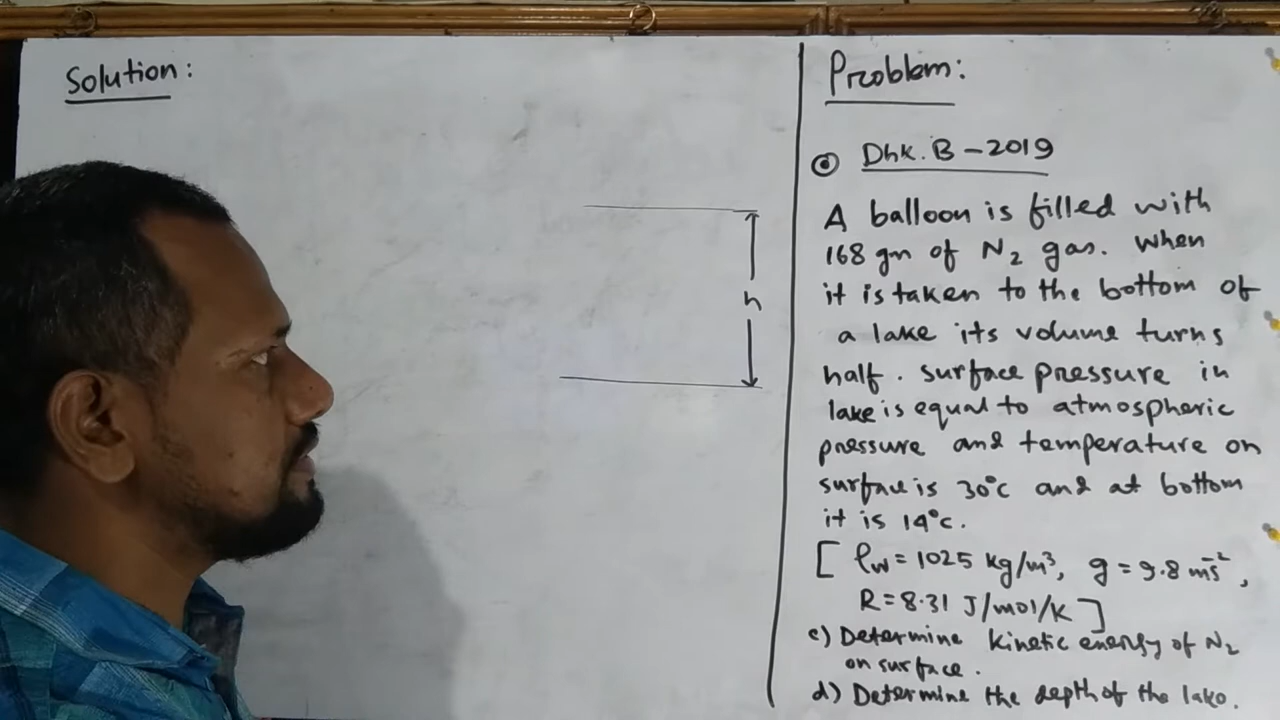 Solution:
h
Problem:
Dhk. B - 2019
A balloon is filled with
168 gm of N₂ gas. When
it is taken to the bottom of
a lake its volume turns
half. surface pressure in
lake is equal to atmospheric
pressure and temperature on
surface is 30°c and at bottom
it is 14°c.
[ ρw = 1025 kg/m³, g = 9.8 ms⁻²,
R = 8.31 J/mol/K ]
c) Determine kinetic energy of N₂
on surface.
d) Determine the depth of the lake.